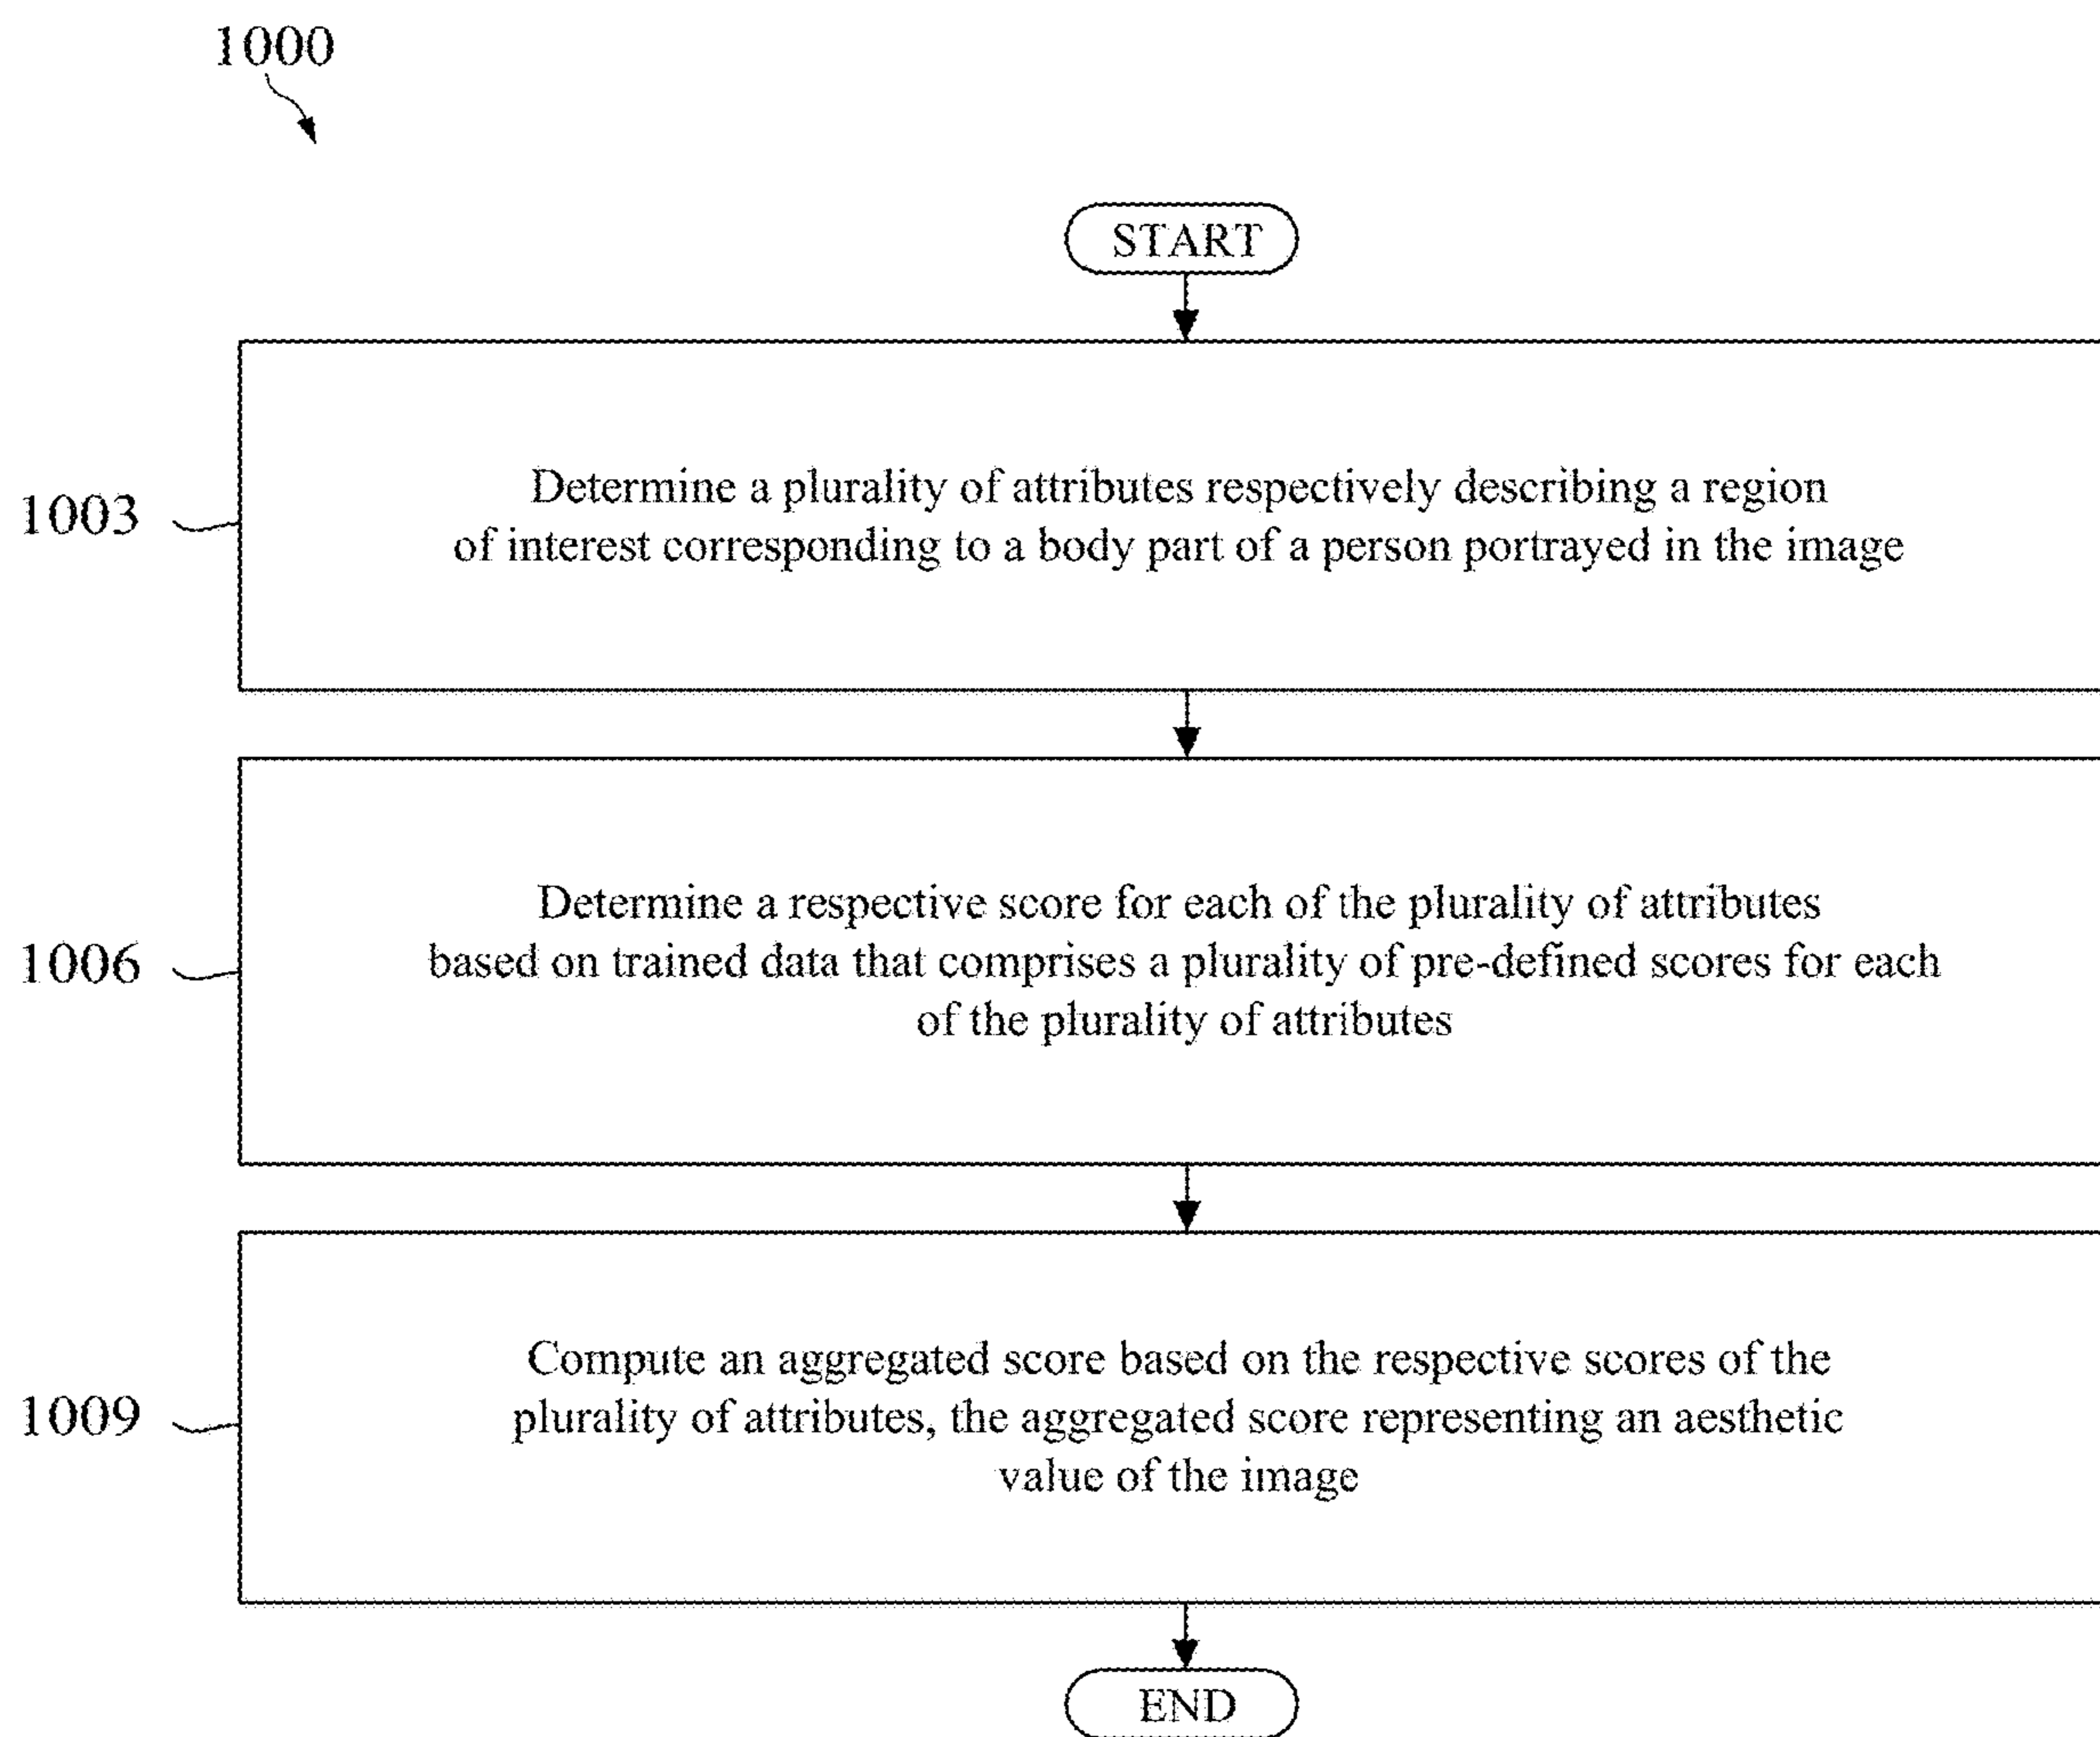 1000
START
1003
Determine a plurality of attributes respectively describing a region
of interest corresponding to a body part of a person portrayed in the image
1006
Determine a respective score for each of the plurality of attributes
based on trained data that comprises a plurality of pre-defined scores for each
of the plurality of attributes
1009
Compute an aggregated score based on the respective scores of the
plurality of attributes, the aggregated score representing an aesthetic
value of the image
END